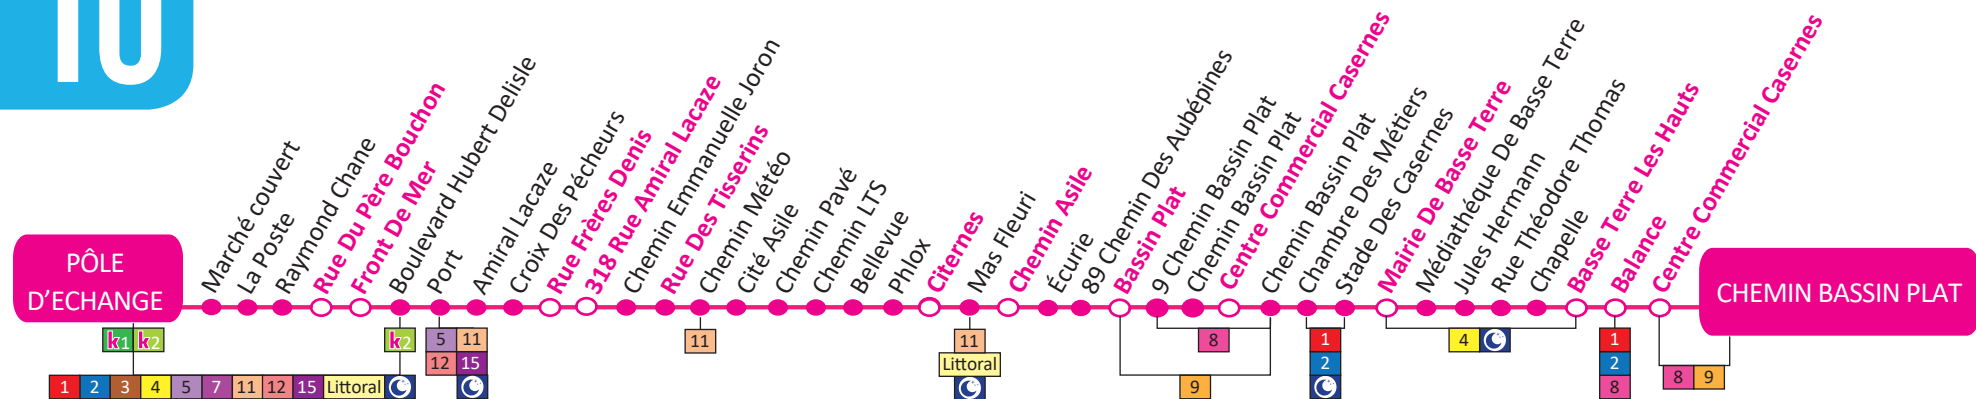 10
PÔLE
D'ECHANGE
Marché couvert
La Poste
Raymond Chane
Rue Du Père Bouchon
Front De Mer
Boulevard Hubert Delisle
Port
Amiral Lacaze
Croix Des Pécheurs
Rue Frères Denis
318 Rue Amiral Lacaze
Chemin Emmanuelle Joron
Rue Des Tisserins
Chemin Météo
Cité Asile
Chemin Pavé
Chemin LTS
Bellevue
Phlox
Citernes
Mas Fleuri
Chemin Asile
Écurie
89 Chemin Des Aubépines
Bassin Plat
9 Chemin Bassin Plat
Chemin Bassin Plat
Centre Commercial Casernes
Chemin Bassin Plat
Chambre Des Métiers
Stade Des Casernes
Mairie De Basse Terre
Médiathéque De Basse Terre
Jules Hermann
Rue Théodore Thomas
Chapelle
Basse Terre Les Hauts
Balance
Centre Commercial Casernes
CHEMIN BASSIN PLAT
k1 k2
1 2 3 4 5 7 11 12 15 Littoral
k2
5 11
12 15
11
11
Littoral
8
9
1
2
4
1
2
8
8 9